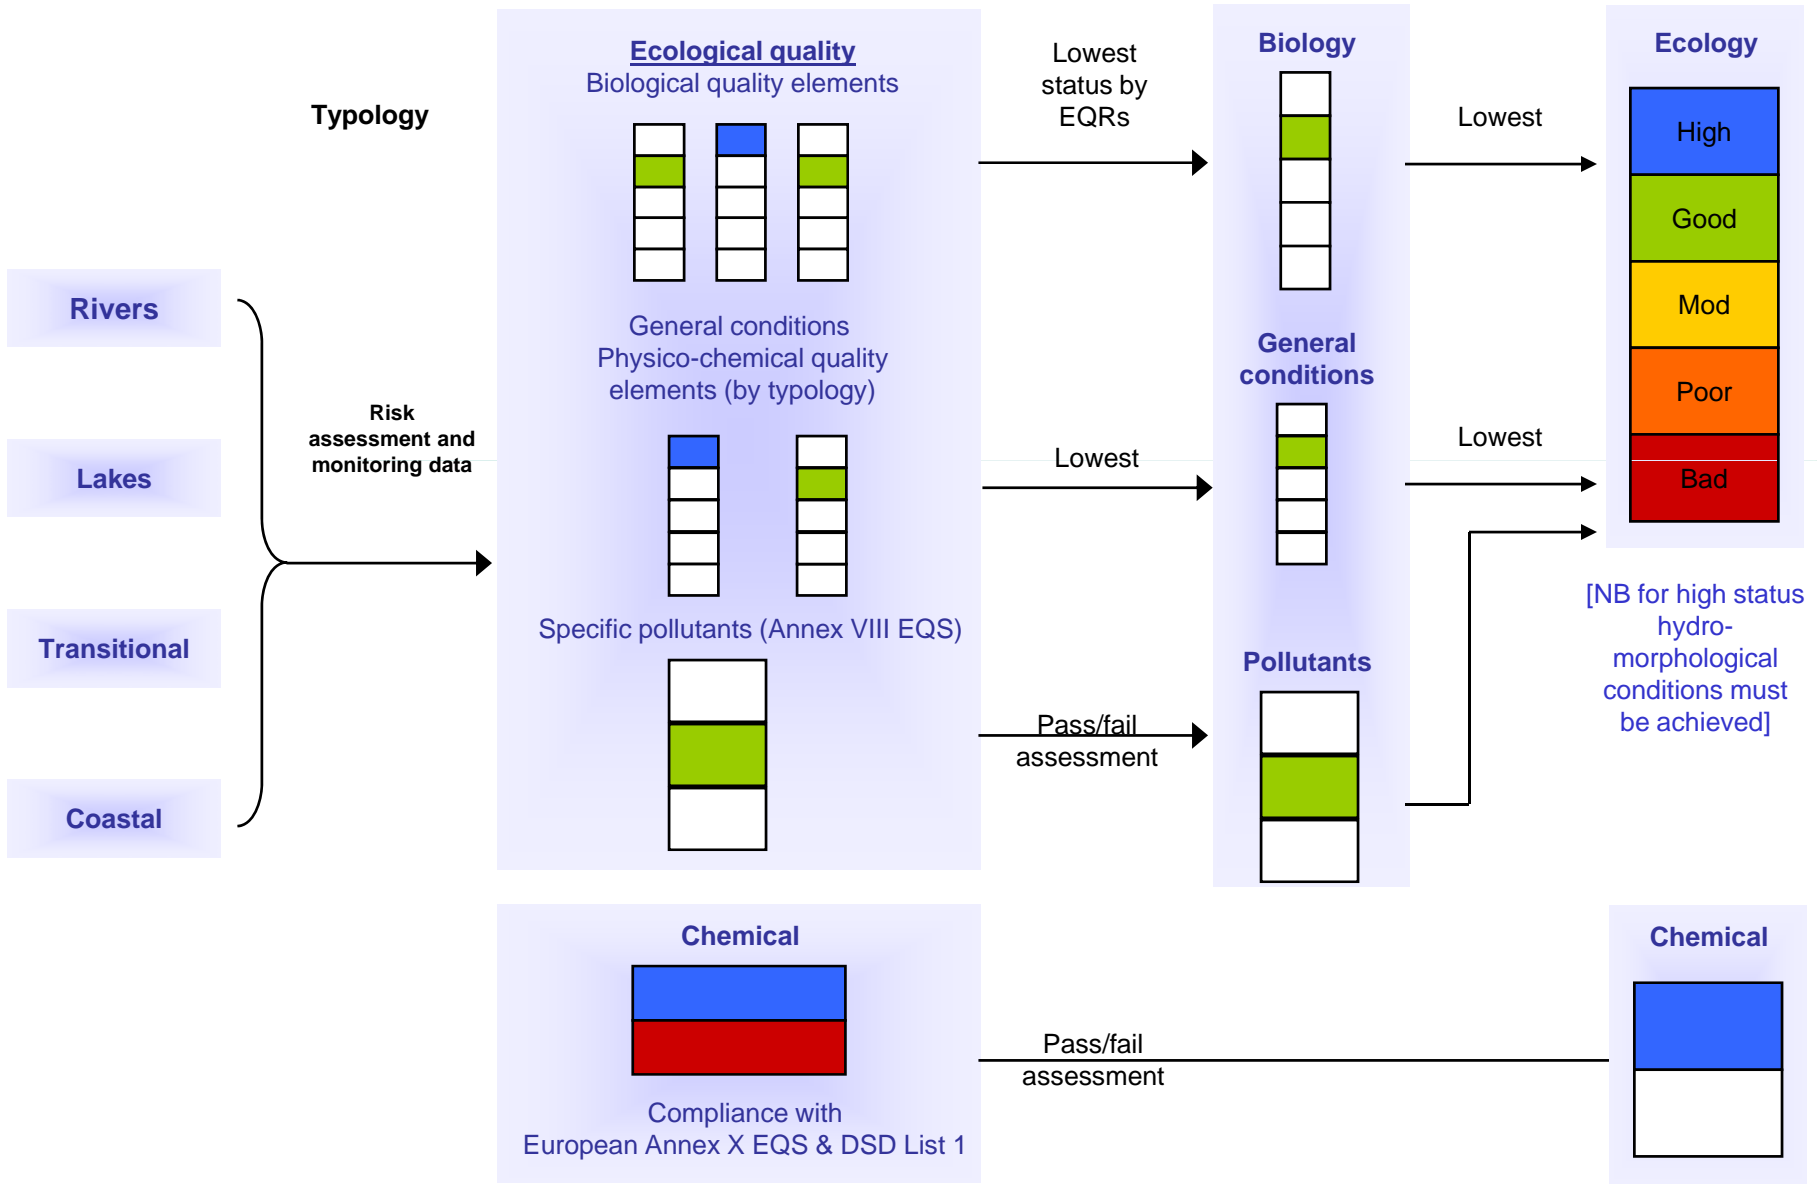 Typology
Rivers
Lakes
Transitional
Coastal
Risk
assessment and
monitoring data
Ecological quality
Biological quality elements
General conditions
Physico-chemical quality
elements (by typology)
Specific pollutants (Annex VIII EQS)
Lowest
status by
EQRs
Lowest
Pass/fail
assessment
Biology
General
conditions
Pollutants
Lowest
Lowest
Ecology
High
Good
Mod
Poor
Bad
[NB for high status
hydro-
morphological
conditions must
be achieved]
Chemical
Compliance with
European Annex X EQS & DSD List 1
Pass/fail
assessment
Chemical